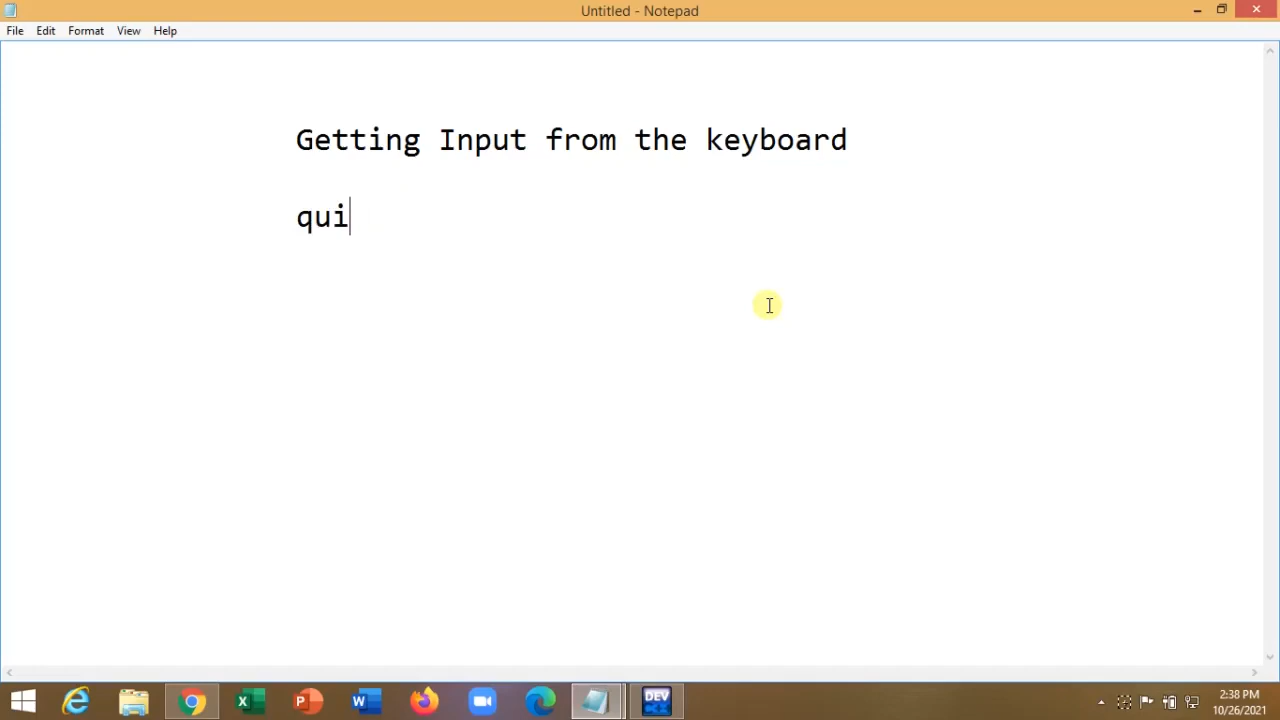 Untitled - Notepad
File Edit Format View Help
Getting Input from the keyboard
qui
DEV
2:38 PM
10/26/2021